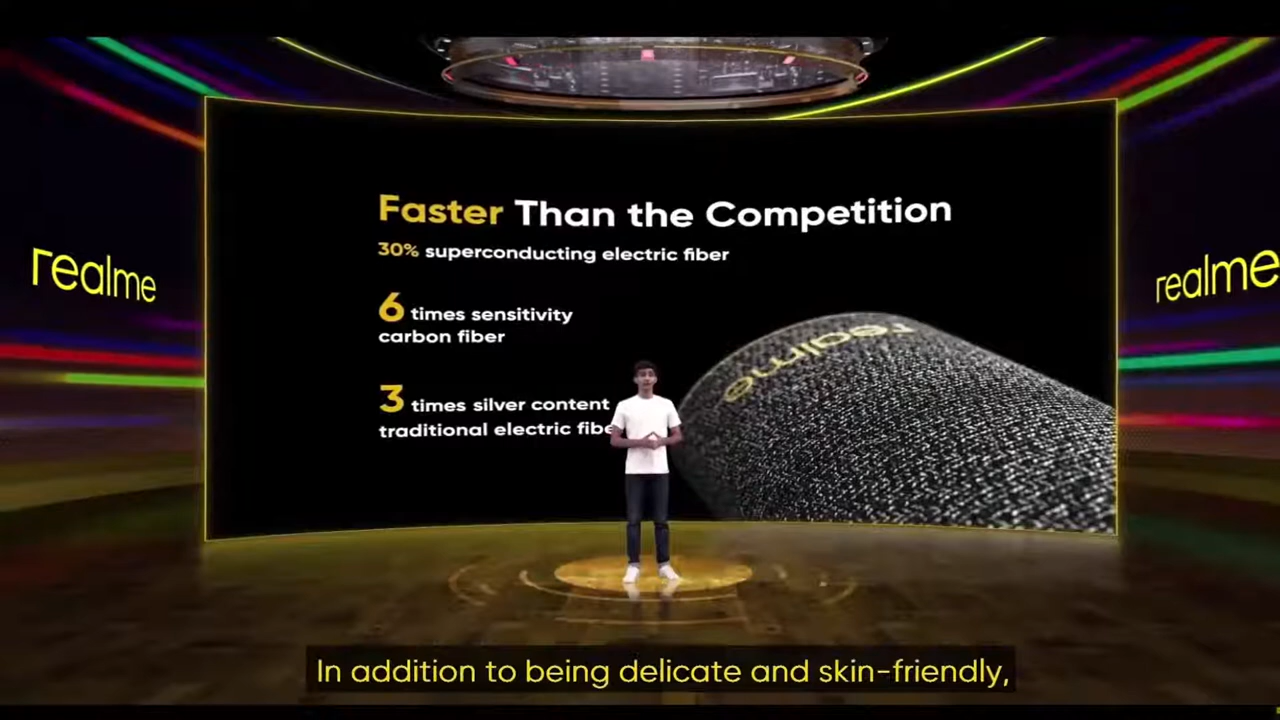 Faster Than the Competition
30% superconducting electric fiber
realme
realme
6 times sensitivity
carbon fiber
realme
3 times silver content
traditional electric
In addition to being delicate and skin-friendly,